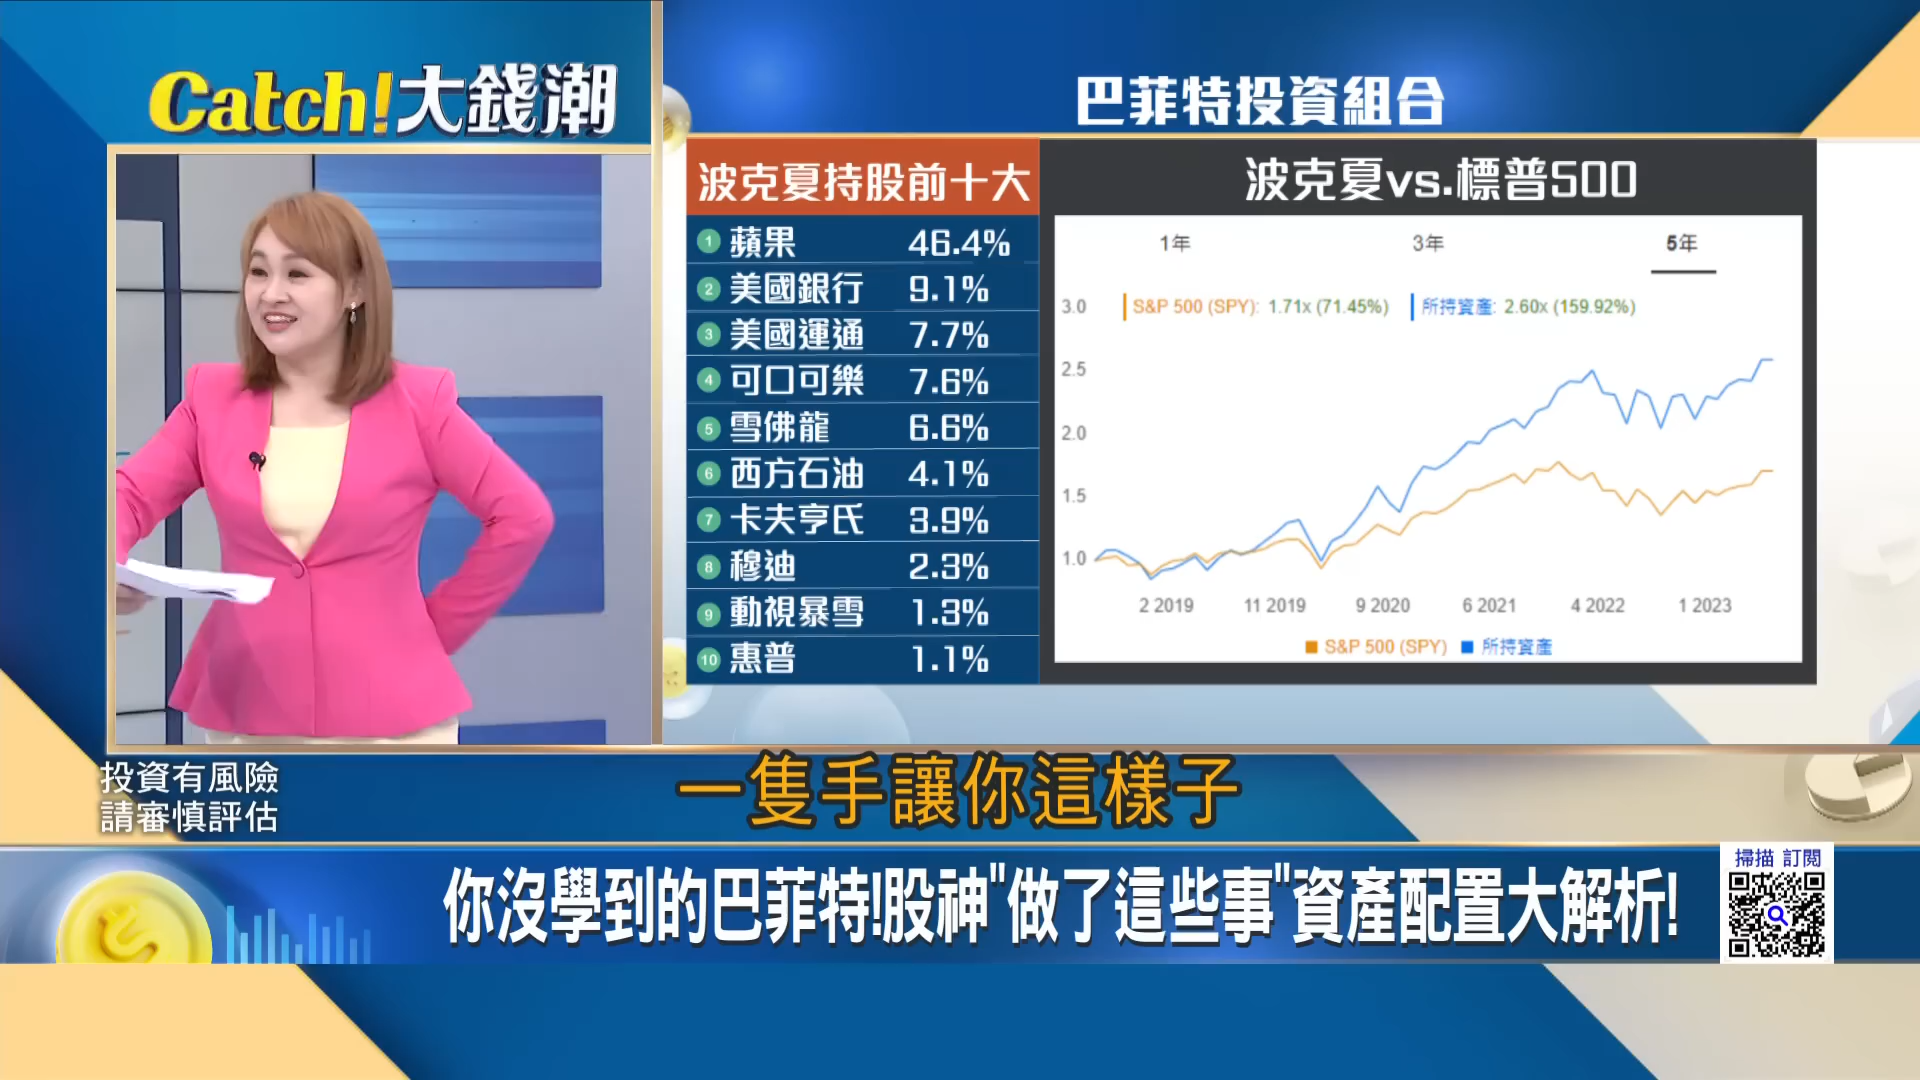 Catch!大錢潮
巴菲特投資組合
波克夏持股前十大
1 蘋果 46.4%
2 美國銀行 9.1%
3 美國運通 7.7%
4 可口可樂 7.6%
5 雪佛龍 6.6%
6 西方石油 4.1%
7 卡夫亨氏 3.9%
8 穆迪 2.3%
9 動視暴雪 1.3%
10 惠普 1.1%
波克夏vs.標普500
1年 3年 5年
S&P 500 (SPY): 1.71x (71.45%) 所持資產: 2.60x (159.92%)
3.0
2.5
2.0
1.5
1.0
2 2019 11 2019 9 2020 6 2021 4 2022 1 2023
S&P 500 (SPY) 所持資產
投資有風險
請審慎評估
一隻手讓你這樣子
你沒學到的巴菲特!股神"做了這些事"資產配置大解析!
掃描 訂閱